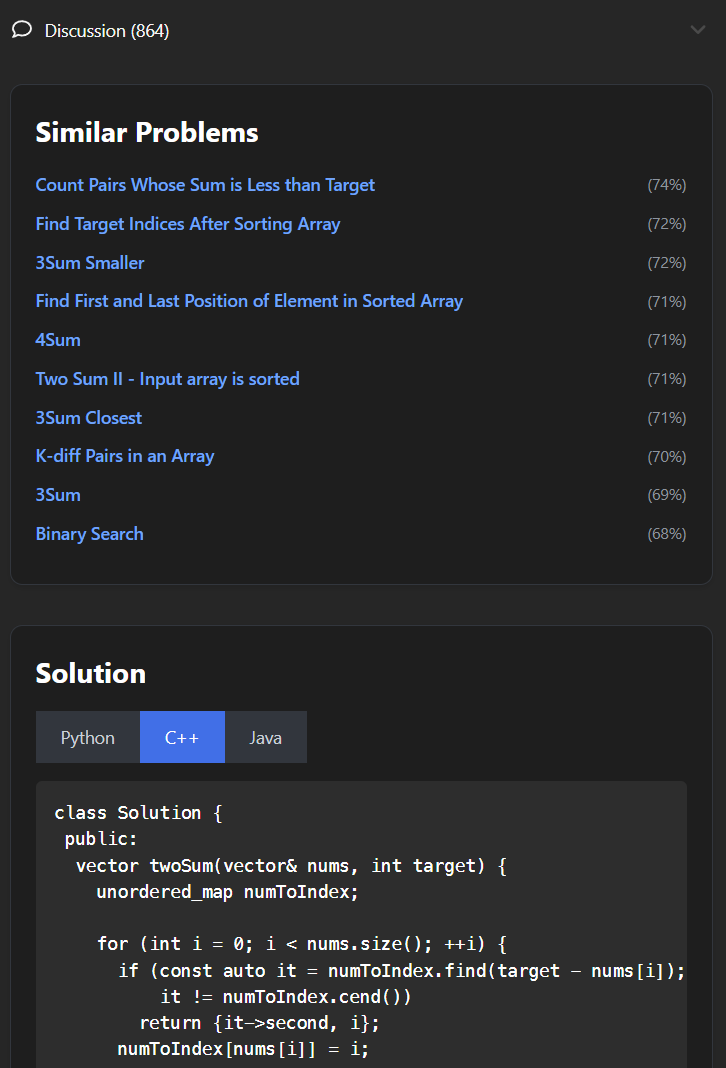 Discussion (864)
Similar Problems
Count Pairs Whose Sum is Less than Target (74%)
Find Target Indices After Sorting Array (72%)
3Sum Smaller (72%)
Find First and Last Position of Element in Sorted Array (71%)
4Sum (71%)
Two Sum II - Input array is sorted (71%)
3Sum Closest (71%)
K-diff Pairs in an Array (70%)
3Sum (69%)
Binary Search (68%)
Solution
Python C++ Java
class Solution {
 public:
  vector twoSum(vector& nums, int target) {
    unordered_map numToIndex;

    for (int i = 0; i < nums.size(); ++i) {
      if (const auto it = numToIndex.find(target - nums[i]);
          it != numToIndex.cend())
        return {it->second, i};
      numToIndex[nums[i]] = i;